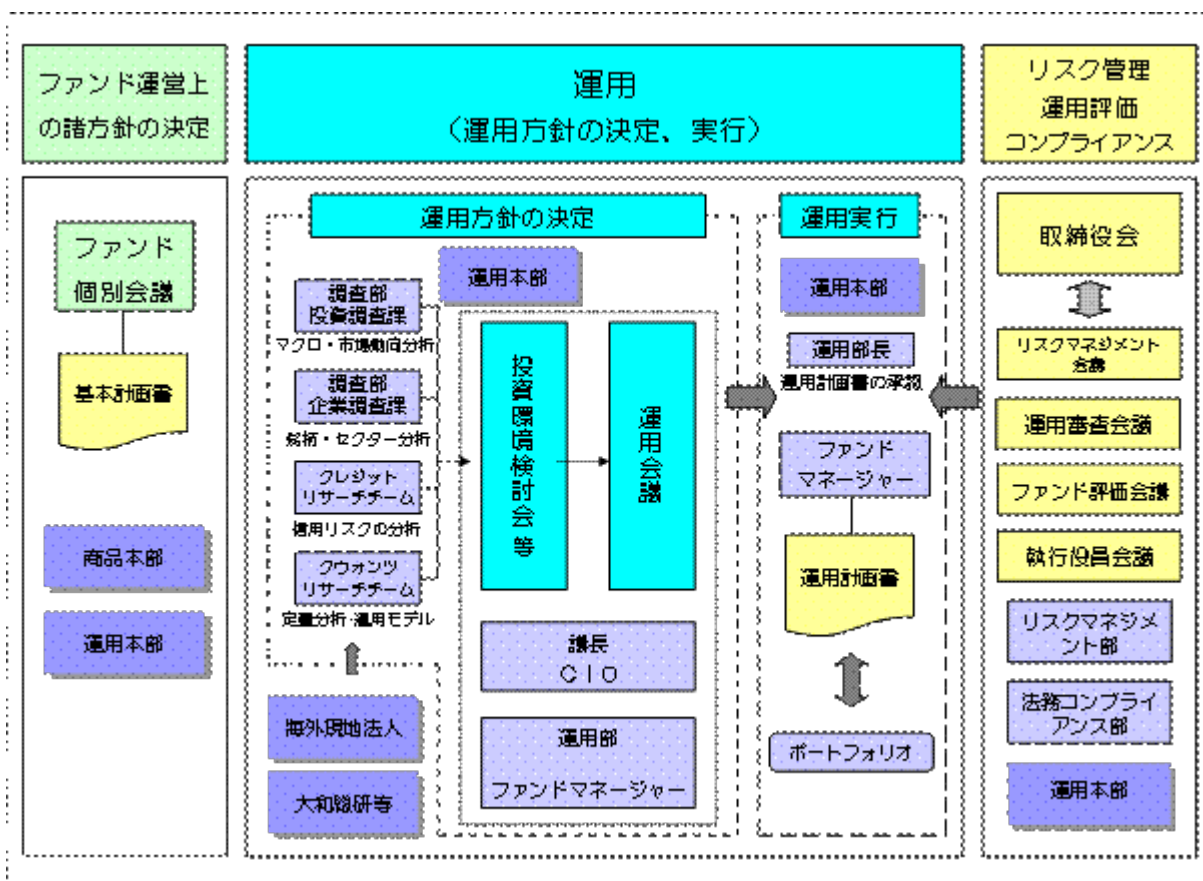 ファンド運営上
の諸方針の決定
運用
（運用方針の決定、実行）
リスク管理
運用評価
コンプライアンス
ファンド
個別会議
基本計画書
商品本部
運用本部
運用方針の決定
運用本部
調査部
投資調査課
マクロ・市場動向分析
調査部
企業調査課
銘柄・セクター分析
クレジット
リサーチチーム
信用リスクの分析
クウォンツ
リサーチチーム
定量分析・運用モデル
海外現地法人
大和総研等
投資環境検討会等
運用会議
議長
ＣＩＯ
運用部
ファンドマネージャー
運用実行
運用本部
運用部長
運用計画書の承認
ファンド
マネージャー
運用計画書
ポートフォリオ
取締役会
リスクマネジメント
会議
運用審査会議
ファンド評価会議
執行役員会議
リスクマネジメ
ント部
法務コンプライ
アンス部
運用本部